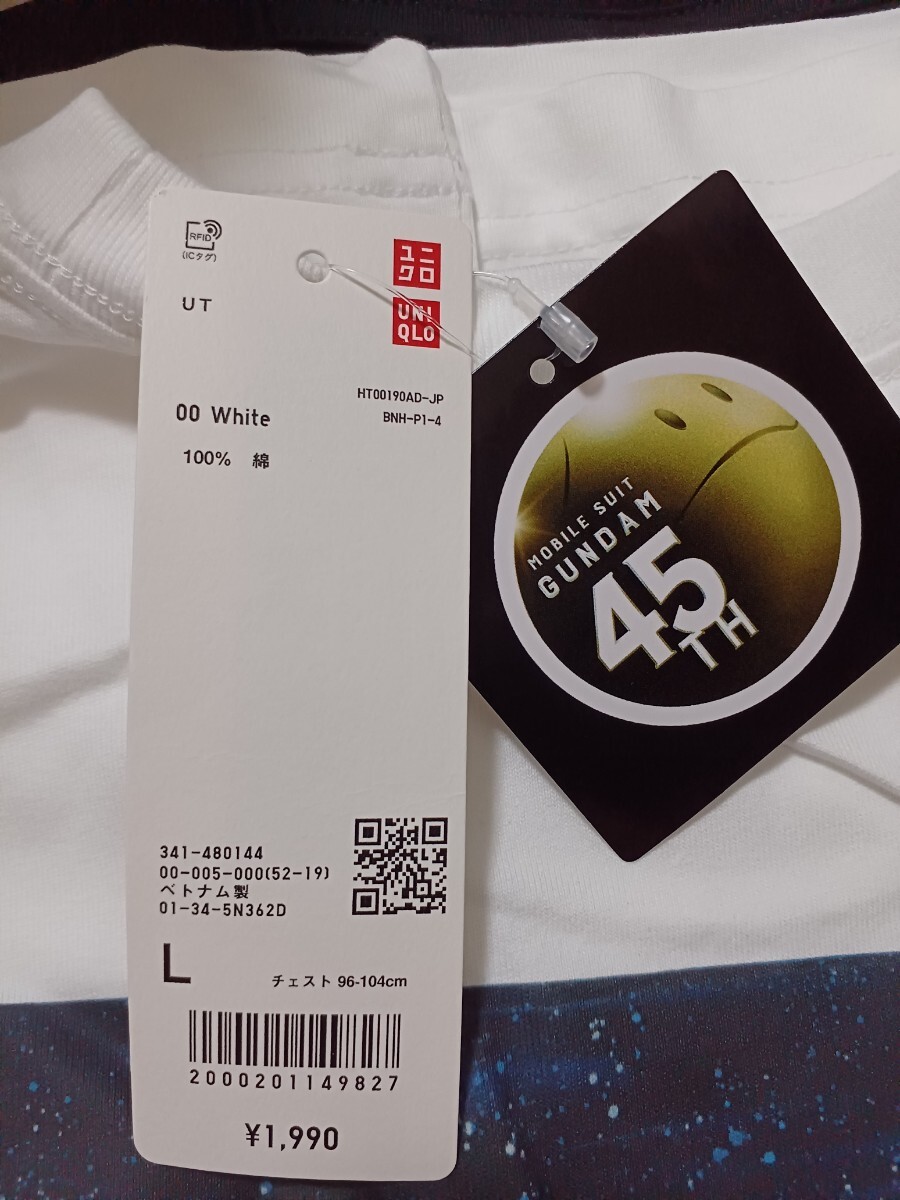 RFID
(ICタグ)
ユニ
クロ
UNI
QLO
UT
HT00190AD-JP
BNH-P1-4
00 White
100% 綿
MOBILE SUIT
GUNDAM
45
TH
341-480144
00-005-000(52-19)
ベトナム製
01-34-5N362D
L
チェスト 96-104cm
2000201149827
¥1,990